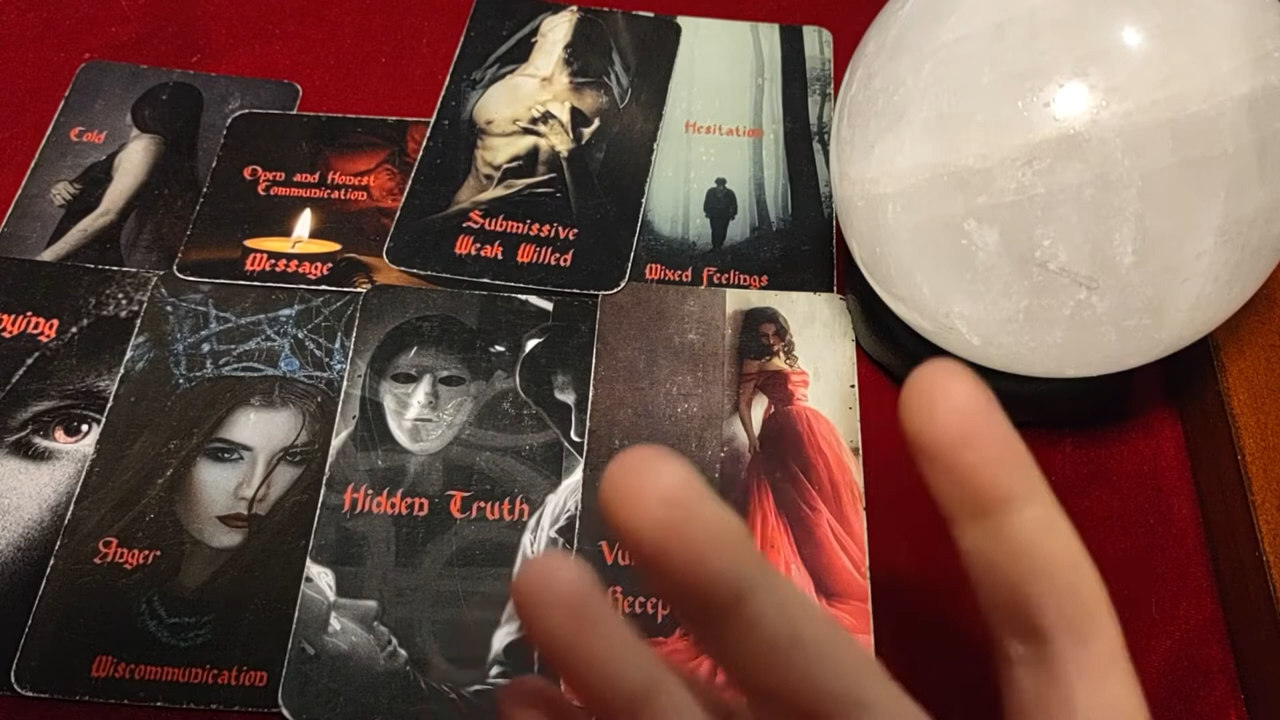 Cold
Open and Honest
Communication
Message
Submissive
Weak Willed
Hesitation
Mixed Feelings
Anger
Miscommunication
Hidden Truth